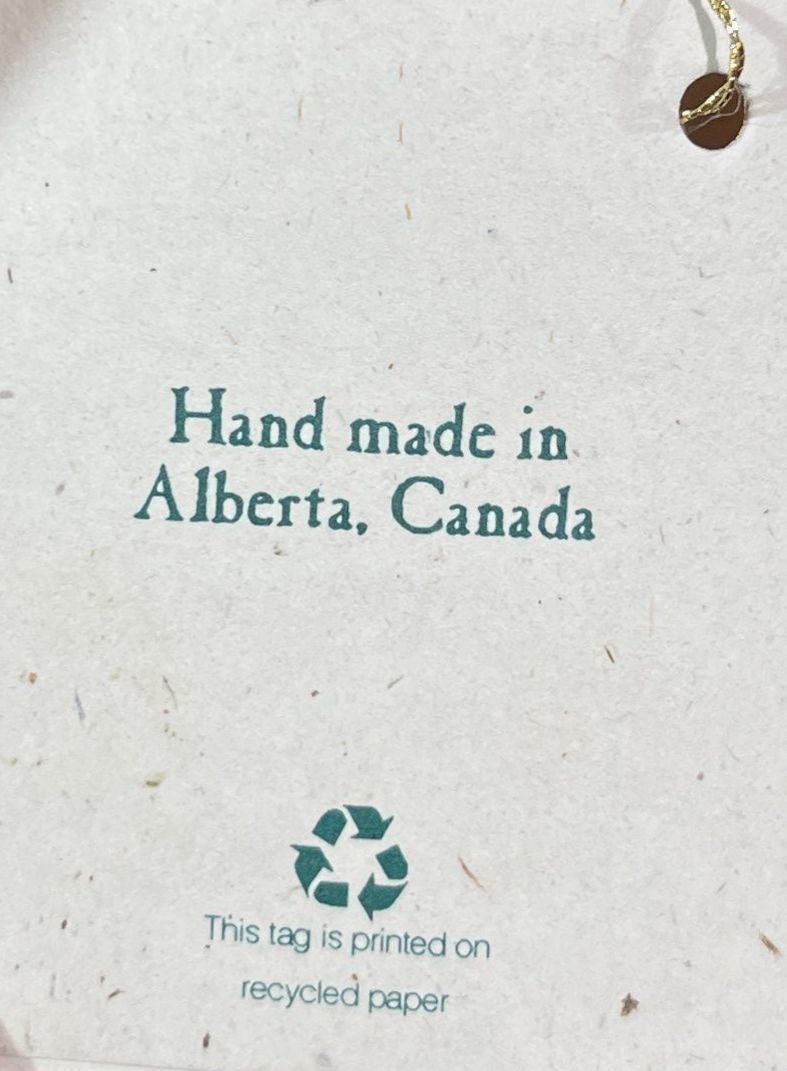 Hand made in
Alberta, Canada
This tag is printed on
recycled paper